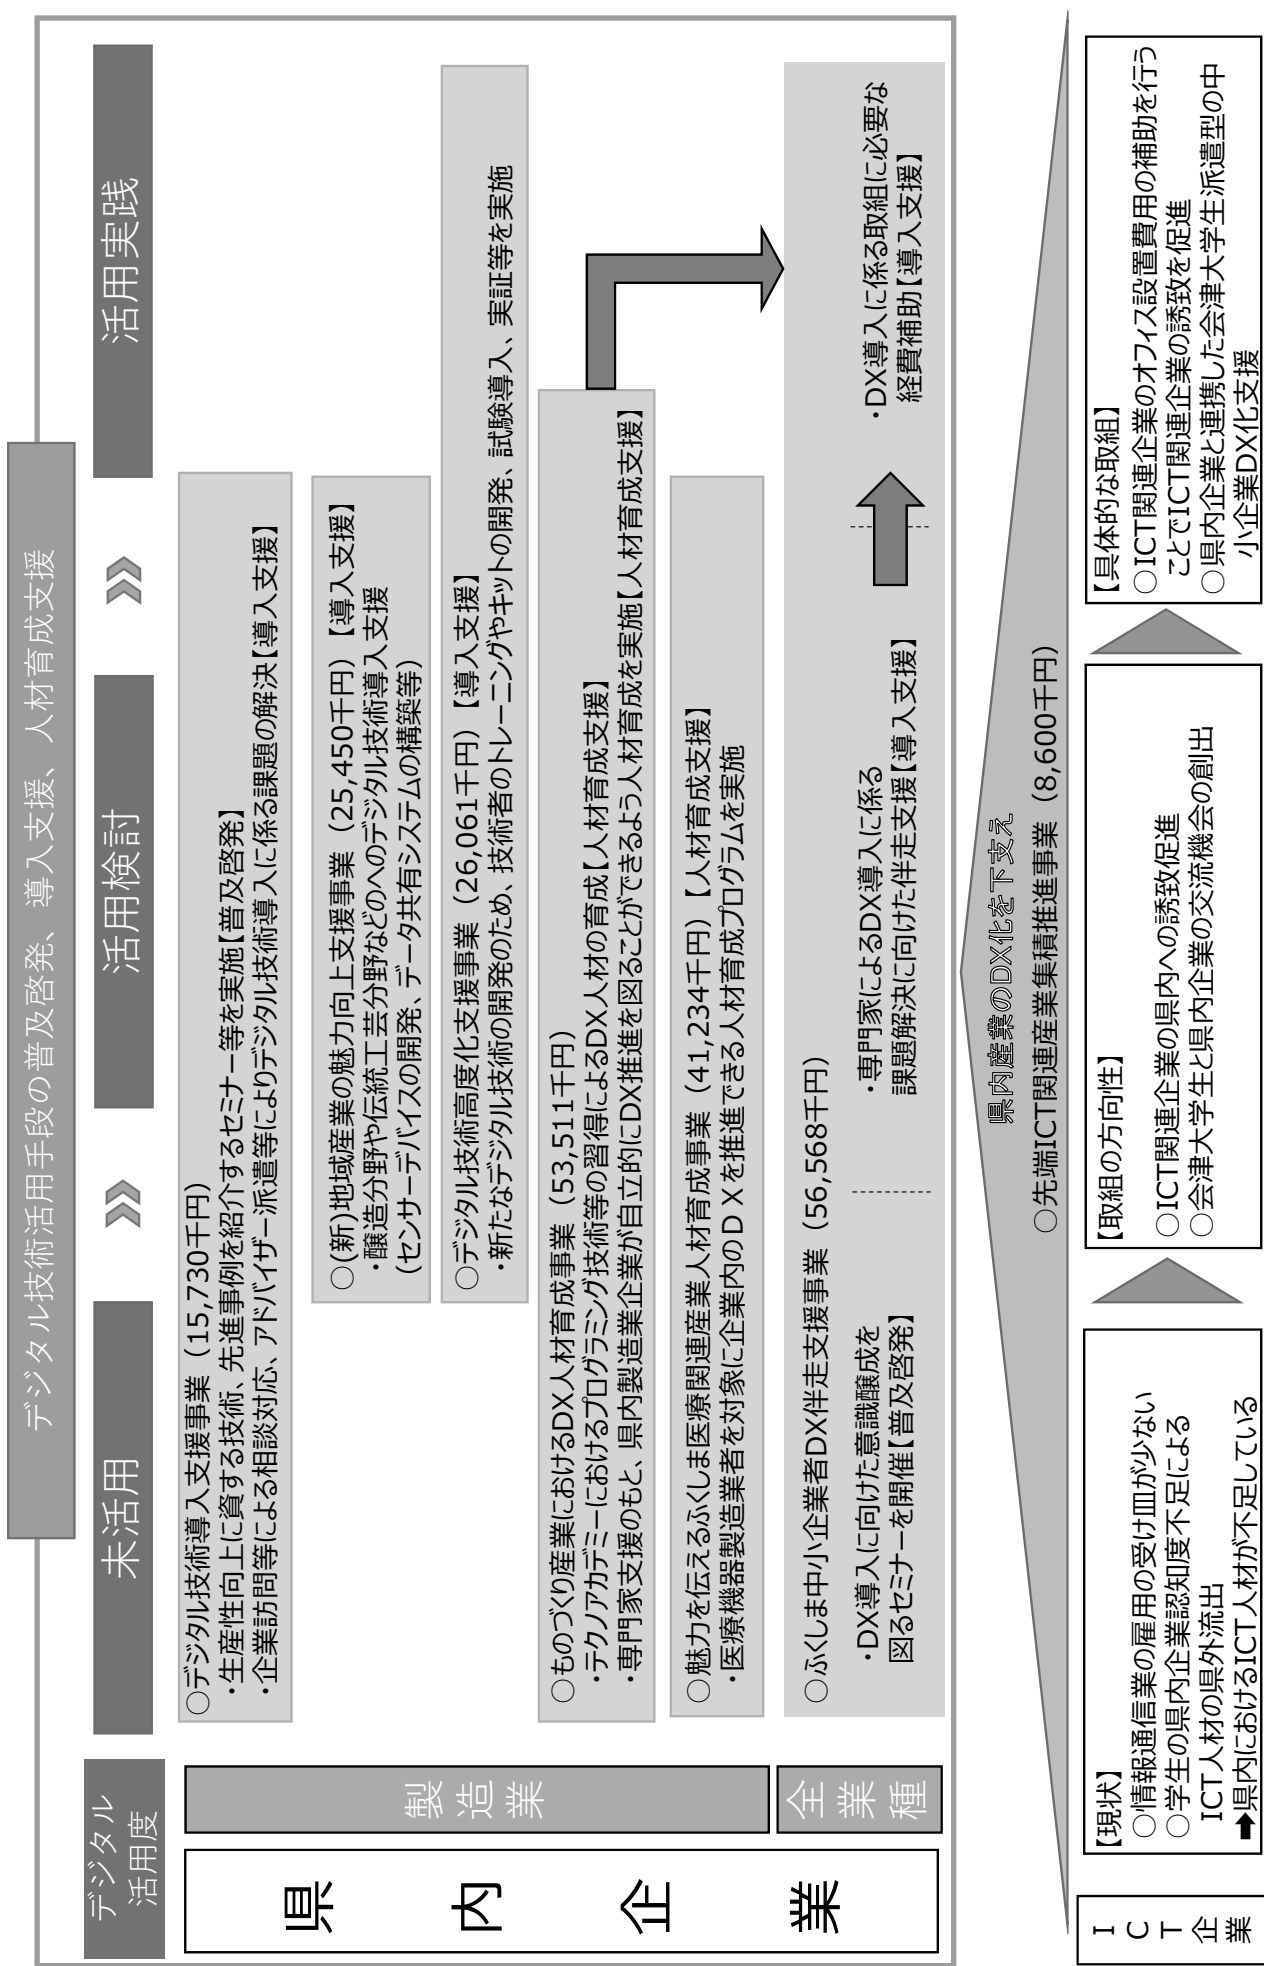 デジタル技術活用手段の普及啓発、導入支援、人材育成支援
デジタル
活用度
未活用
活用検討
活用実践
県内企業
製造業
○デジタル技術導入支援事業（15,730千円）
・生産性向上に資する技術、先進事例を紹介するセミナー等を実施【普及啓発】
・企業訪問等による相談対応、アドバイザー派遣等によりデジタル技術導入に係る課題の解決【導入支援】
○(新)地域産業の魅力向上支援事業（25,450千円）【導入支援】
・醸造分野や伝統工芸分野などのへのデジタル技術導入支援
(センサーデバイスの開発、データ共有システムの構築等)
○デジタル技術高度化支援事業（26,061千円）【導入支援】
・新たなデジタル技術の開発のため、技術者のトレーニングやキットの開発、試験導入、実証等を実施
○ものづくり産業におけるDX人材育成事業（53,511千円）
・テクノアカデミーにおけるプログラミング技術等の習得によるDX人材の育成【人材育成支援】
・専門家支援のもと、県内製造業企業が自立的にDX推進を図ることができるよう人材育成を実施【人材育成支援】
○魅力を伝えるふくしま医療関連産業人材育成事業（41,234千円）【人材育成支援】
・医療機器製造業者を対象に企業内のＤＸを推進できる人材育成プログラムを実施
全業種
○ふくしま中小企業者DX伴走支援事業（56,568千円）
・DX導入に向けた意識醸成を
図るセミナーを開催【普及啓発】
・専門家によるDX導入に係る
課題解決に向けた伴走支援【導入支援】
・DX導入に係る取組に必要な
経費補助【導入支援】
県内産業のDX化を下支え
○先端ICT関連産業集積推進事業（8,600千円）
ICT企業
【現状】
○情報通信業の雇用の受け皿が少ない
○学生の県内企業認知度不足による
ICT人材の県外流出
➡県内におけるICT人材が不足している
【取組の方向性】
○ICT関連企業の県内への誘致促進
○会津大学生と県内企業の交流機会の創出
【具体的な取組】
○ICT関連企業のオフィス設置費用の補助を行う
ことでICT関連企業の誘致を促進
○県内企業と連携した会津大学生派遣型の中
小企業DX化支援